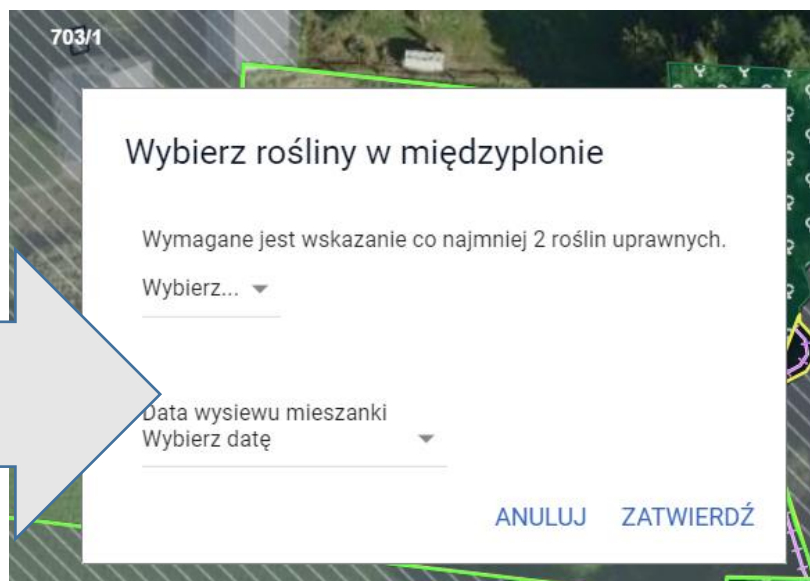 703/1
Wybierz rośliny w międzyplonie
Wymagane jest wskazanie co najmniej 2 roślin uprawnych.
Wybierz...
Data wysiewu mieszanki
Wybierz datę
ANULUJ ZATWIERDŹ